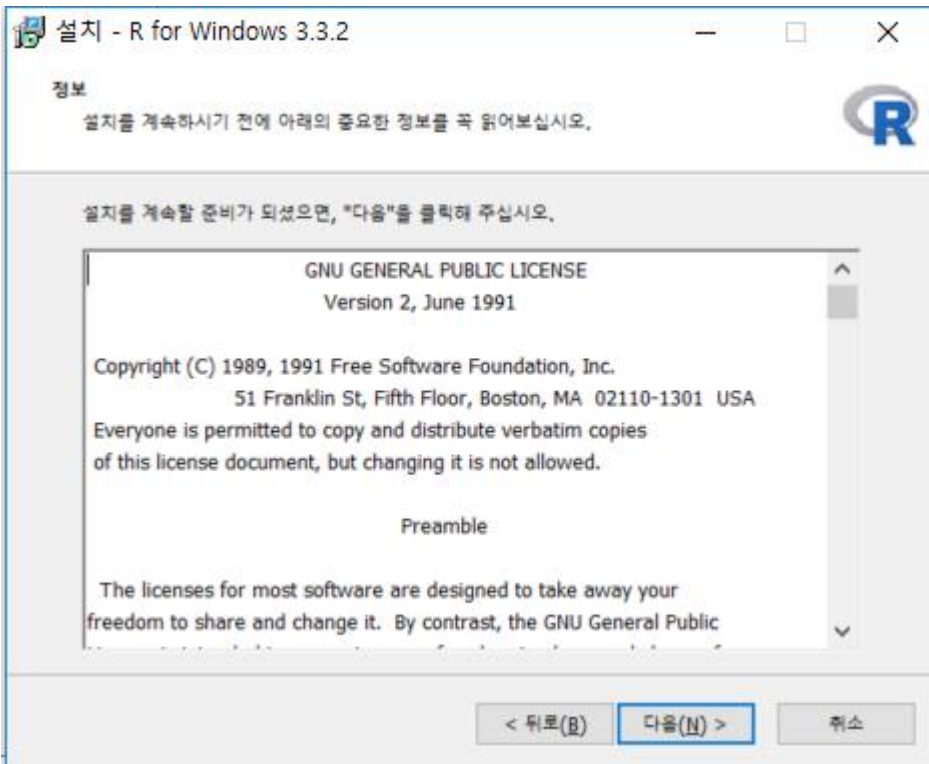 설치 - R for Windows 3.3.2
정보
설치를 계속하시기 전에 아래의 중요한 정보를 꼭 읽어보십시오.
R
설치를 계속할 준비가 되셨으면, "다음"을 클릭해 주십시오.
GNU GENERAL PUBLIC LICENSE
Version 2, June 1991
Copyright (C) 1989, 1991 Free Software Foundation, Inc.
51 Franklin St, Fifth Floor, Boston, MA 02110-1301 USA
Everyone is permitted to copy and distribute verbatim copies
of this license document, but changing it is not allowed.
Preamble
The licenses for most software are designed to take away your
freedom to share and change it. By contrast, the GNU General Public
< 뒤로(B)
다음(N) >
취소